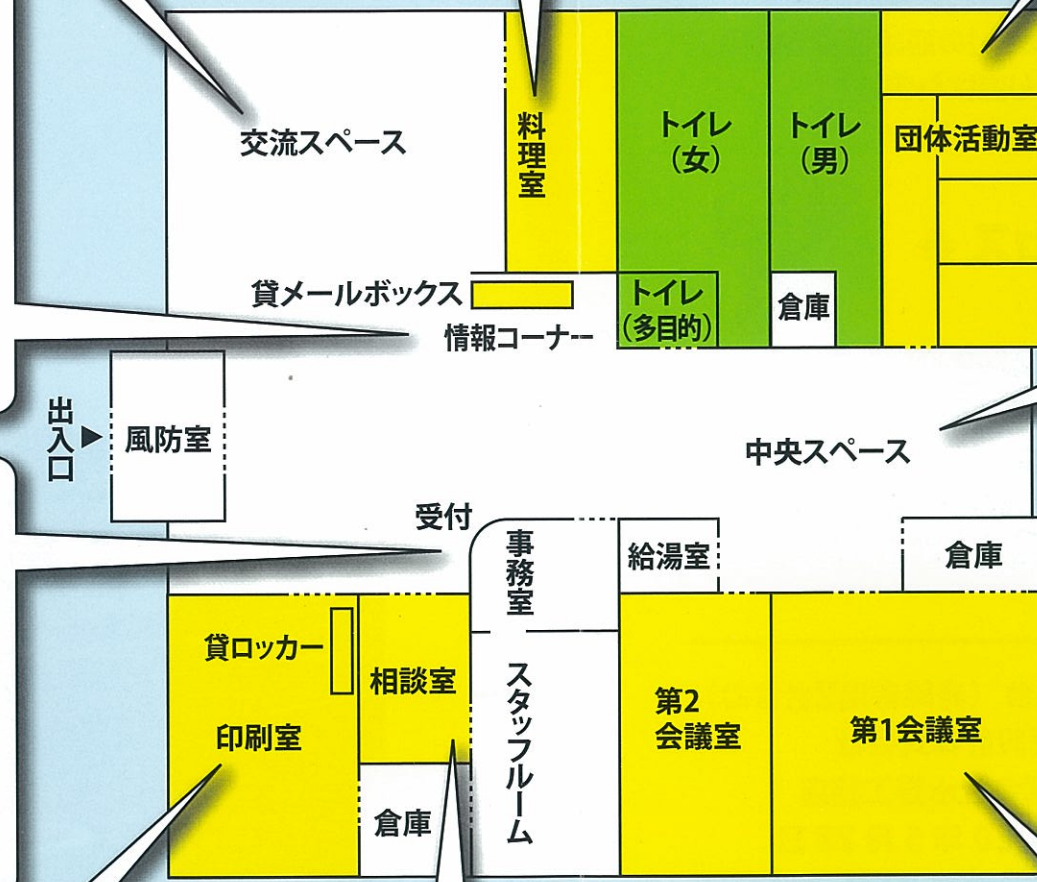 交流スペース
料理室
トイレ
(女)
トイレ
(男)
団体活動室
貸メールボックス
トイレ
(多目的)
倉庫
情報コーナー
出入口
風防室
中央スペース
受付
事務室
給湯室
倉庫
貸ロッカー
相談室
スタッフルーム
第2
会議室
第1会議室
印刷室
倉庫